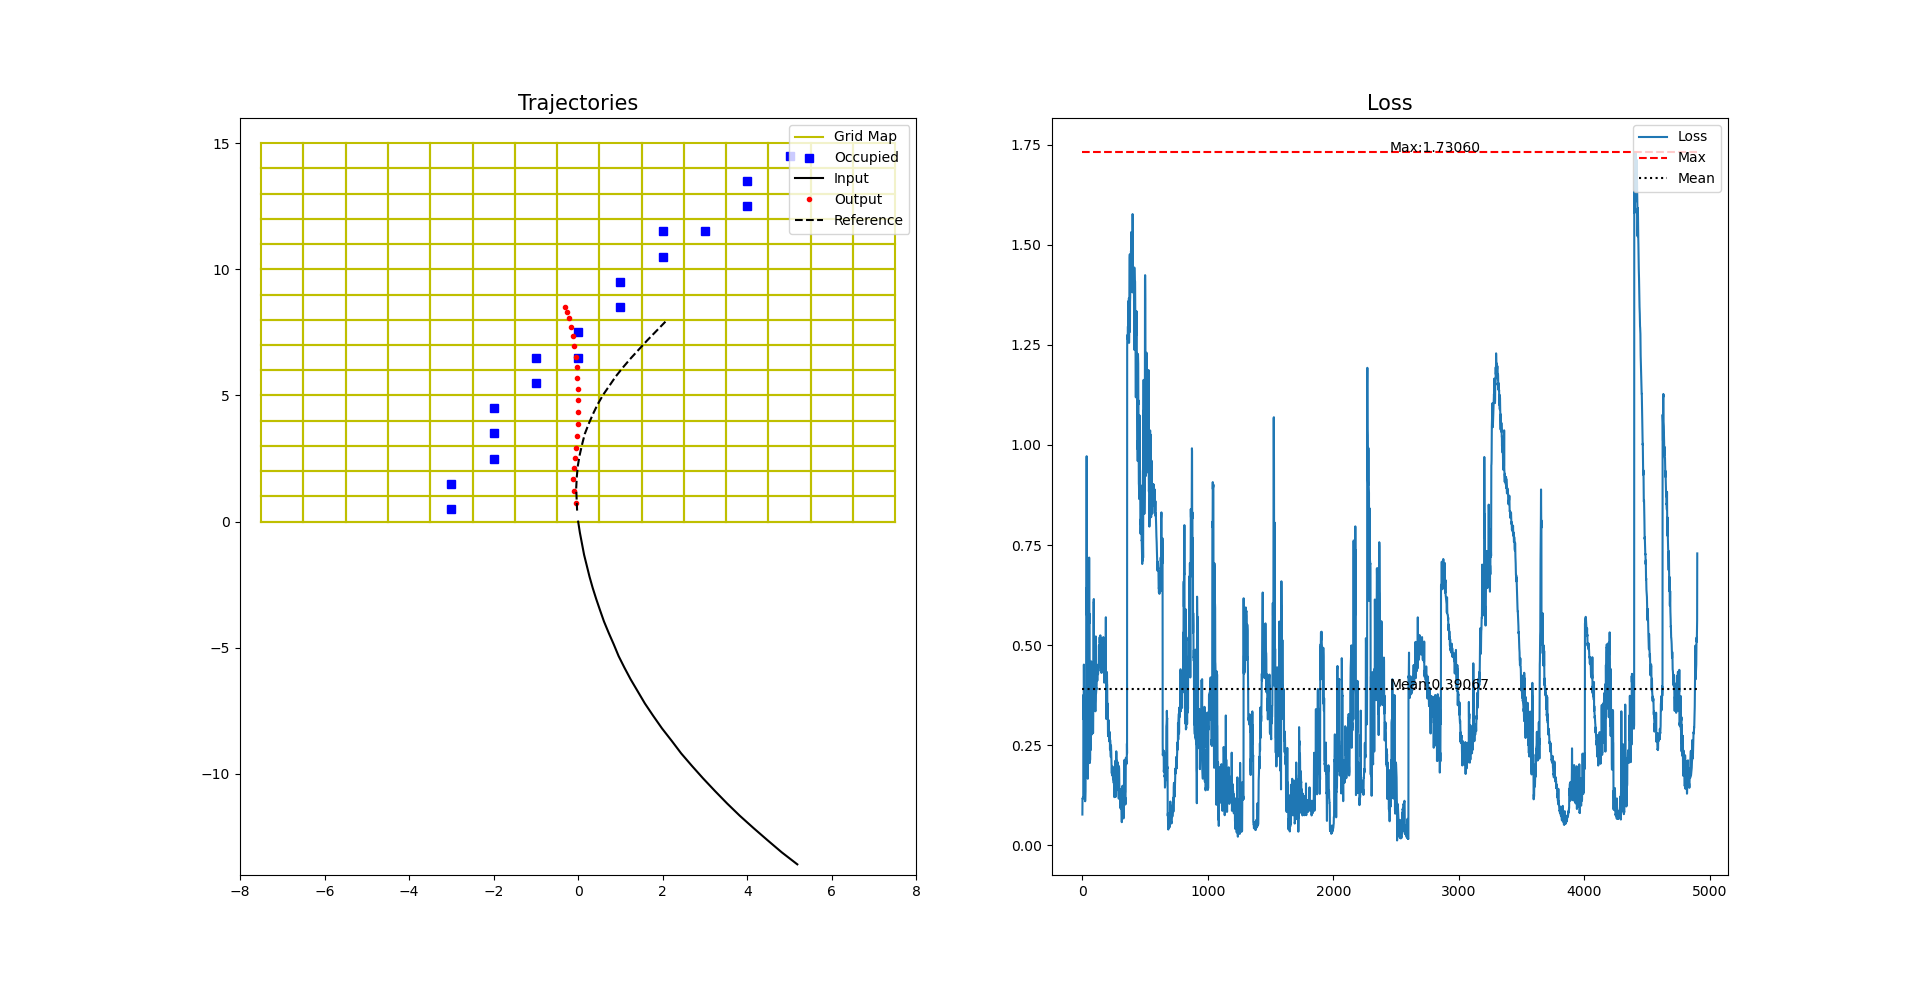 Trajectories
15
10
5
0
−5
−10
−8
−6
−4
−2
0
2
4
6
8
Grid Map
Occupied
Input
Output
Reference
Loss
1.75
1.50
1.25
1.00
0.75
0.50
0.25
0.00
0
1000
2000
3000
4000
5000
Max:1.73060
Mean:0.39067
Loss
Max
Mean